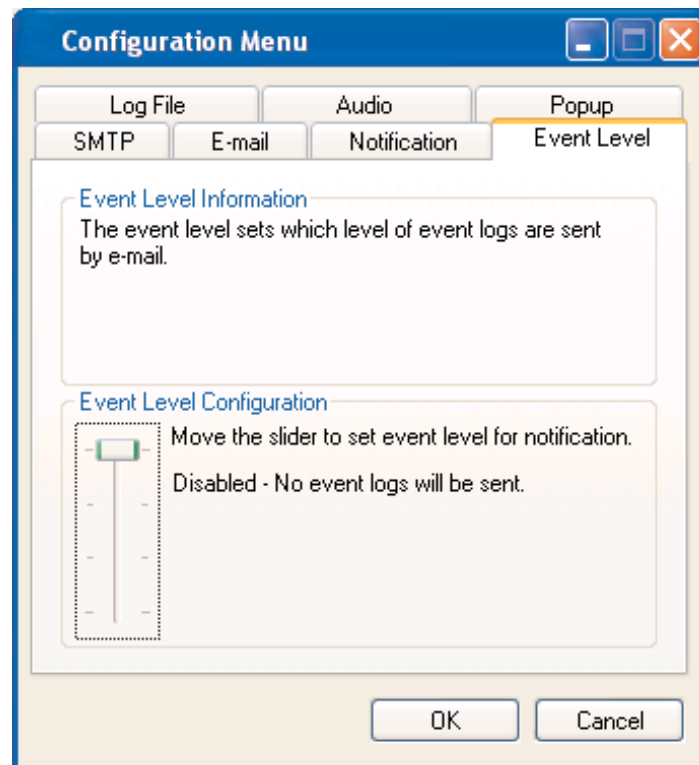 Configuration Menu
Log File
Audio
Popup
SMTP
E-mail
Notification
Event Level
Event Level Information
The event level sets which level of event logs are sent
by e-mail.
Event Level Configuration
Move the slider to set event level for notification.
Disabled - No event logs will be sent.
OK
Cancel